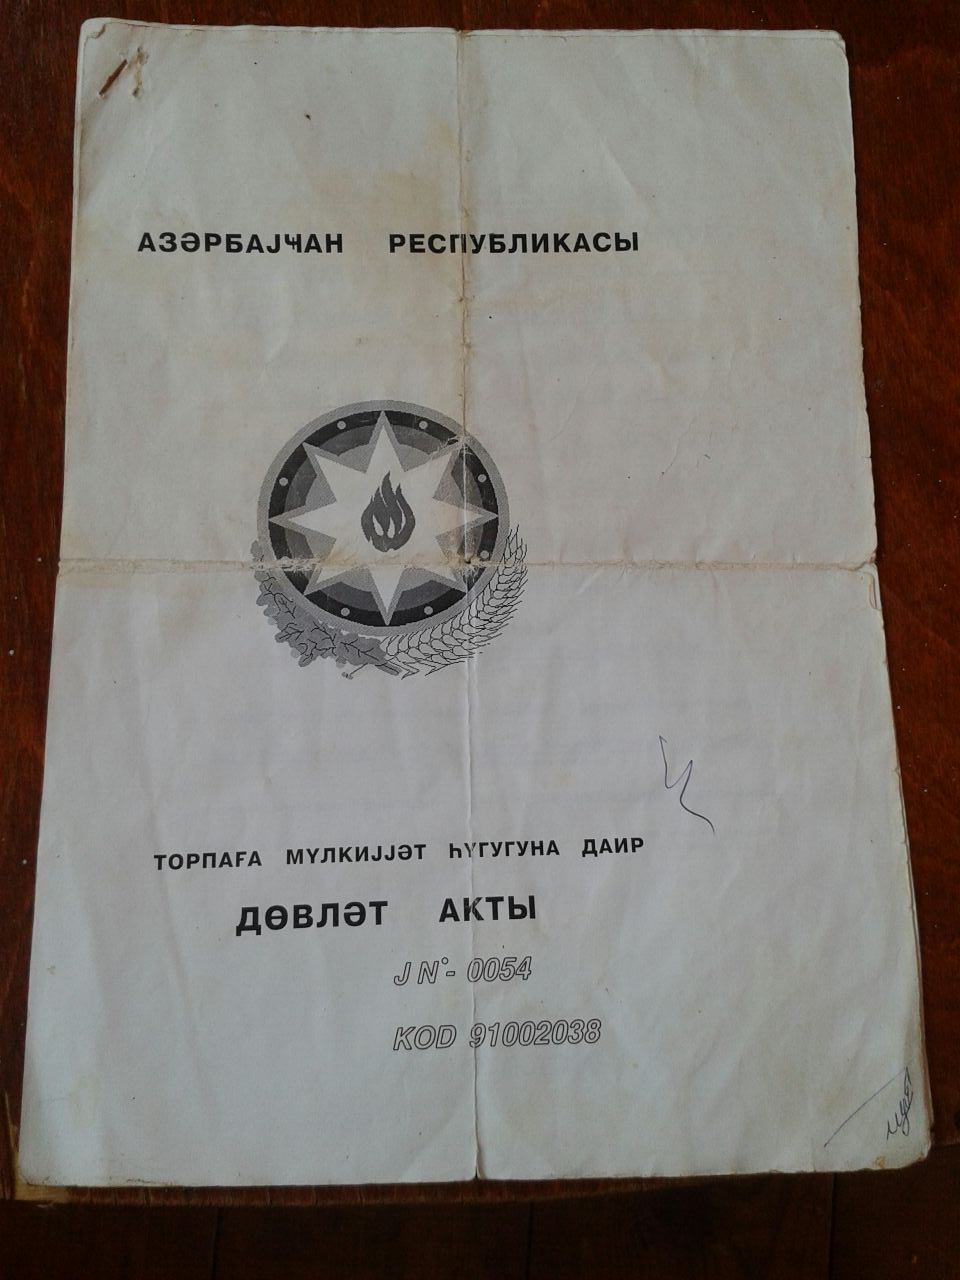 АЗӘРБАЈҸАН РЕСПУБЛИКАСЫ
ТОРПАҒА МҮЛКИЈЈӘТ ҺҮГУГУНА ДАИР
ДӨВЛӘТ АКТЫ
J N°- 0054
KOD 91002038